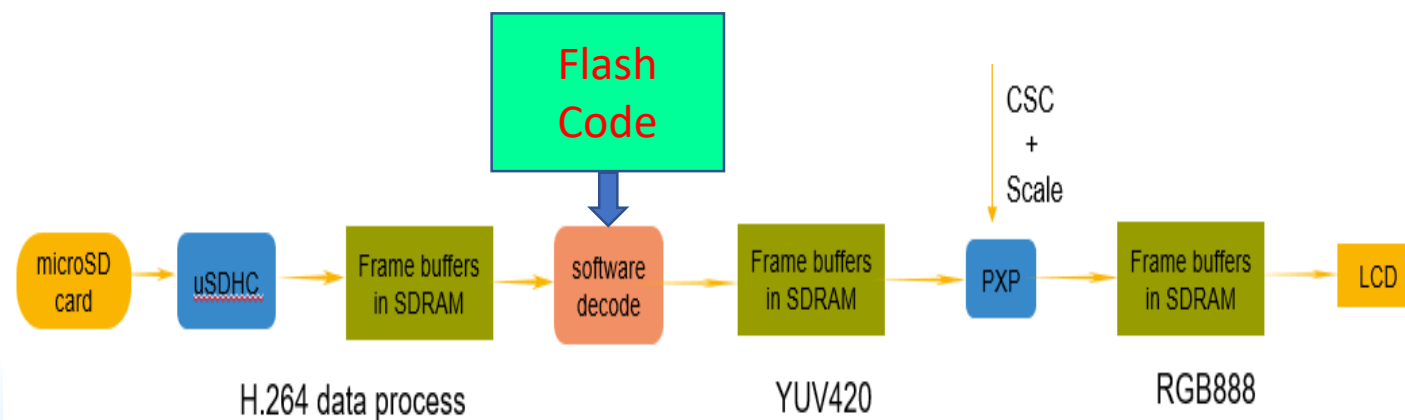 Flash
Code
CSC
+
Scale
microSD
card
uSDHC
Frame buffers
in SDRAM
software
decode
Frame buffers
in SDRAM
PXP
Frame buffers
in SDRAM
LCD
H.264 data process
YUV420
RGB888